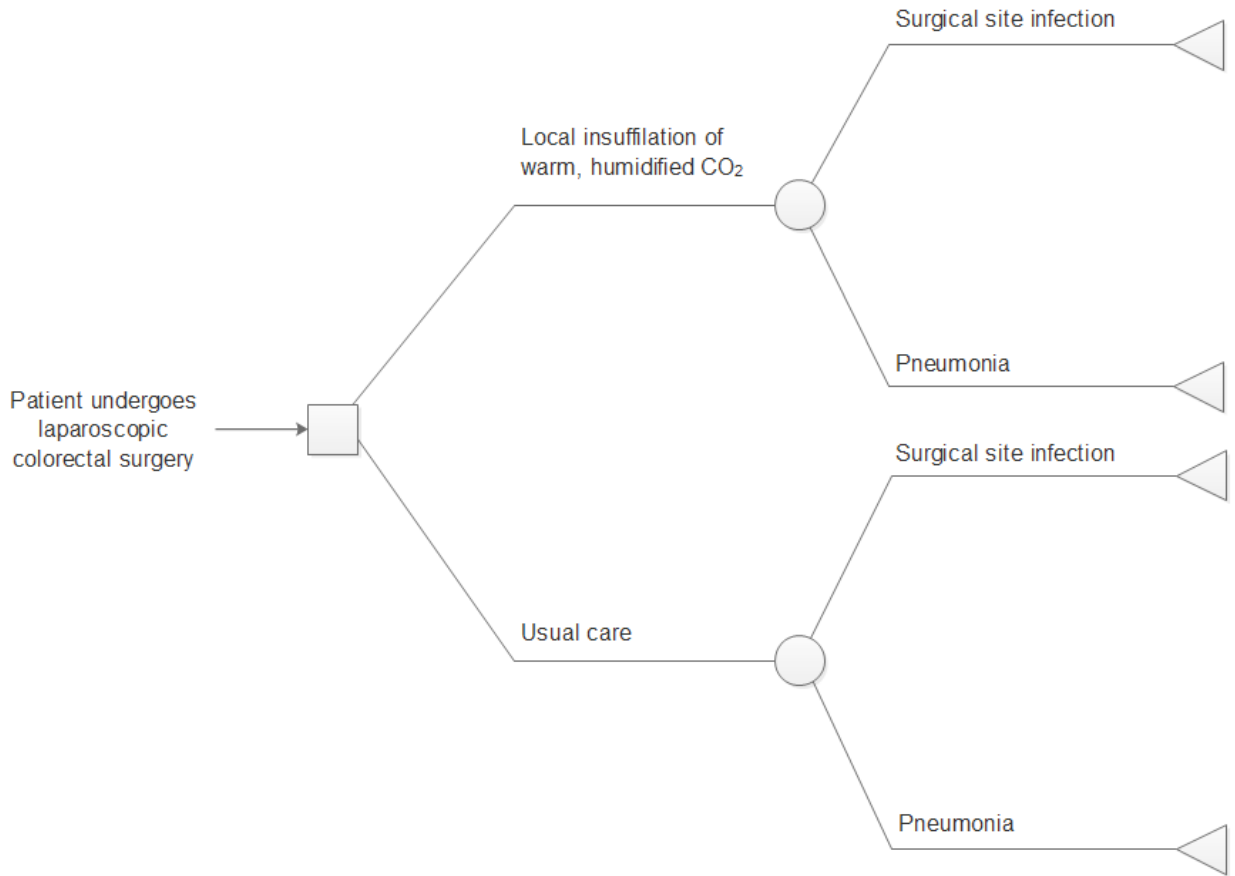 Surgical site infection
Local insuffilation of
warm, humidified CO₂
Pneumonia
Patient undergoes
laparoscopic
colorectal surgery
Surgical site infection
Usual care
Pneumonia